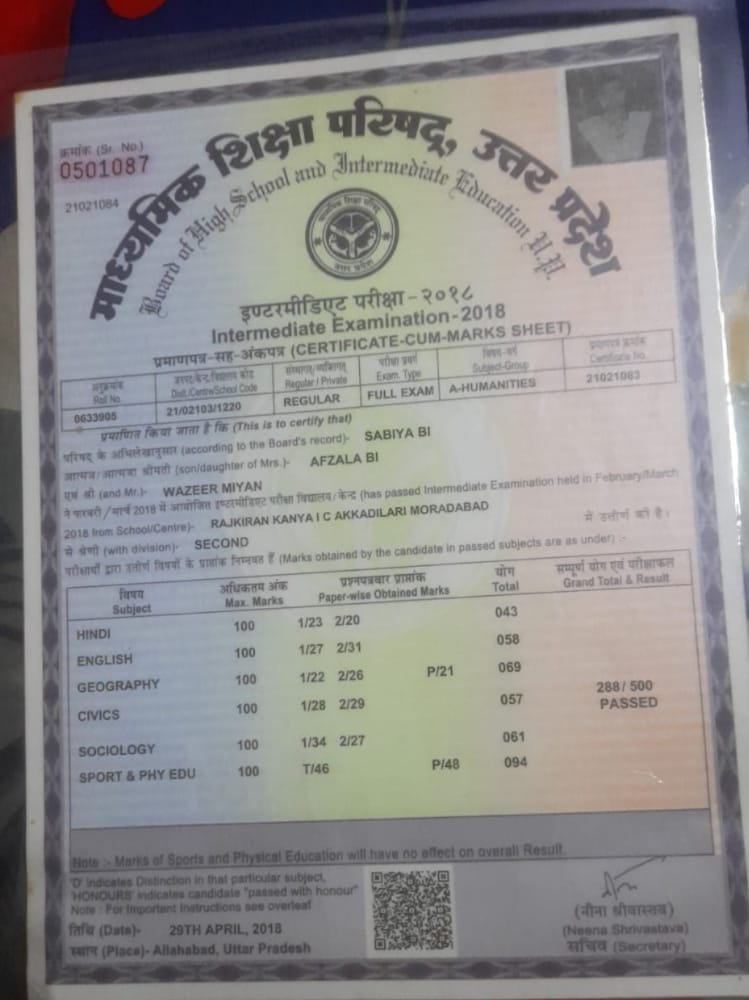 क्रमांक (Sr. No.)
0501087
21021084
माध्यमिक शिक्षा परिषद्, उत्तर प्रदेश
Board of High School and Intermediate Education U.P.
माध्यमिक शिक्षा परिषद्
उत्तर प्रदेश
इण्टरमीडिएट परीक्षा-२०१८
Intermediate Examination-2018
प्रमाणपत्र-सह-अंकपत्र (CERTIFICATE-CUM-MARKS SHEET)
अनुक्रमांक जनपद/केन्द्र/विद्यालय कोड संस्थागत/व्यक्तिगत परीक्षा प्रकार विषय-वर्ग प्रमाणपत्र क्रमांक
Roll No. Dist./Centre/School Code Regular / Private Exam. Type Subject-Group Certificate No.
0633905 21/02103/1220 REGULAR FULL EXAM A-HUMANITIES 21021083
प्रमाणित किया जाता है कि (This is to certify that)
परिषद् के अभिलेखानुसार (according to the Board's record)- SABIYA BI
आत्मज/आत्मजा श्रीमती (son/daughter of Mrs.)- AFZALA BI
एवं श्री (and Mr.)- WAZEER MIYAN
ने फरवरी/मार्च 2018 में आयोजित इण्टरमीडिएट परीक्षा विद्यालय/केन्द्र (has passed Intermediate Examination held in February/March
2018 from School/Centre)- RAJKIRAN KANYA I C AKKADILARI MORADABAD में उत्तीर्ण की है।
मे श्रेणी (with division)- SECOND
परीक्षार्थी द्वारा उत्तीर्ण विषयों के प्राप्तांक निम्नवत हैं (Marks obtained by the candidate in passed subjects are as under) :-
विषय अधिकतम अंक प्रश्नपत्रवार प्राप्तांक योग सम्पूर्ण योग एवं परीक्षाफल
Subject Max. Marks Paper-wise Obtained Marks Total Grand Total & Result
HINDI 100 1/23 2/20 043
ENGLISH 100 1/27 2/31 058
GEOGRAPHY 100 1/22 2/26 P/21 069
CIVICS 100 1/28 2/29 057
288/ 500
PASSED
SOCIOLOGY 100 1/34 2/27 061
SPORT & PHY EDU 100 T/46 P/48 094
Note :- Marks of Sports and Physical Education will have no effect on overall Result.
'D' indicates Distinction in that particular subject,
'HONOURS' indicates candidate "passed with honour"
Note : For Important Instructions see overleaf
तिथि (Date)- 29TH APRIL, 2018
स्थान (Place)- Allahabad, Uttar Pradesh
(नीना श्रीवास्तव)
(Neena Shrivastava)
सचिव (Secretary)